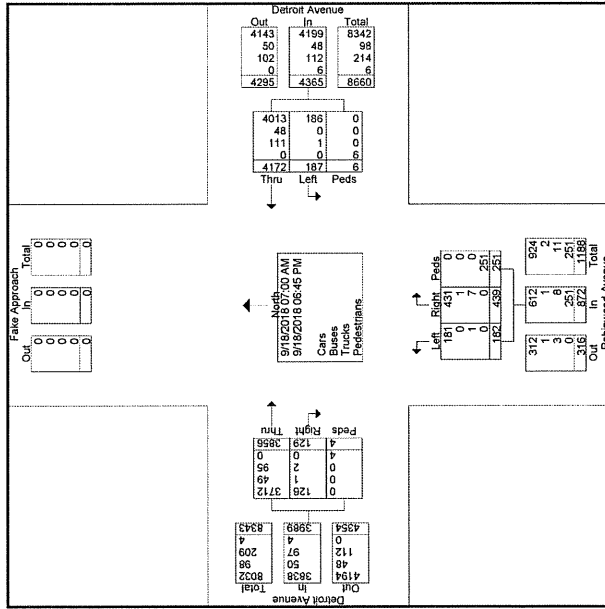 Detroit Avenue
Out In Total
4143 4199 8342
50 48 98
102 112 214
0 6 6
4295 4365 8660
4013 186 0
48 0 0
111 1 0
0 0 6
4172 187 6
Thru Left Peds
Fake Approach
Out In Total
0 0 0
0 0 0
0 0 0
0 0 0
0 0 0
North
9/18/2018 07:00 AM
9/18/2018 06:45 PM
Cars
Buses
Trucks
Pedestrians
Left Right Peds
181 431 0
0 1 0
1 7 0
0 0 251
182 439 251
312 612 924
1 1 2
3 8 11
0 251 251
316 872 1188
Out In Total
Avenue
Thru Right Peds
3856 129 4
0 0 4
95 2 0
49 1 0
3712 126 0
8343 3989 4354
4 4 0
209 97 112
98 50 48
8032 3838 4194
Total In Out
Detroit Avenue